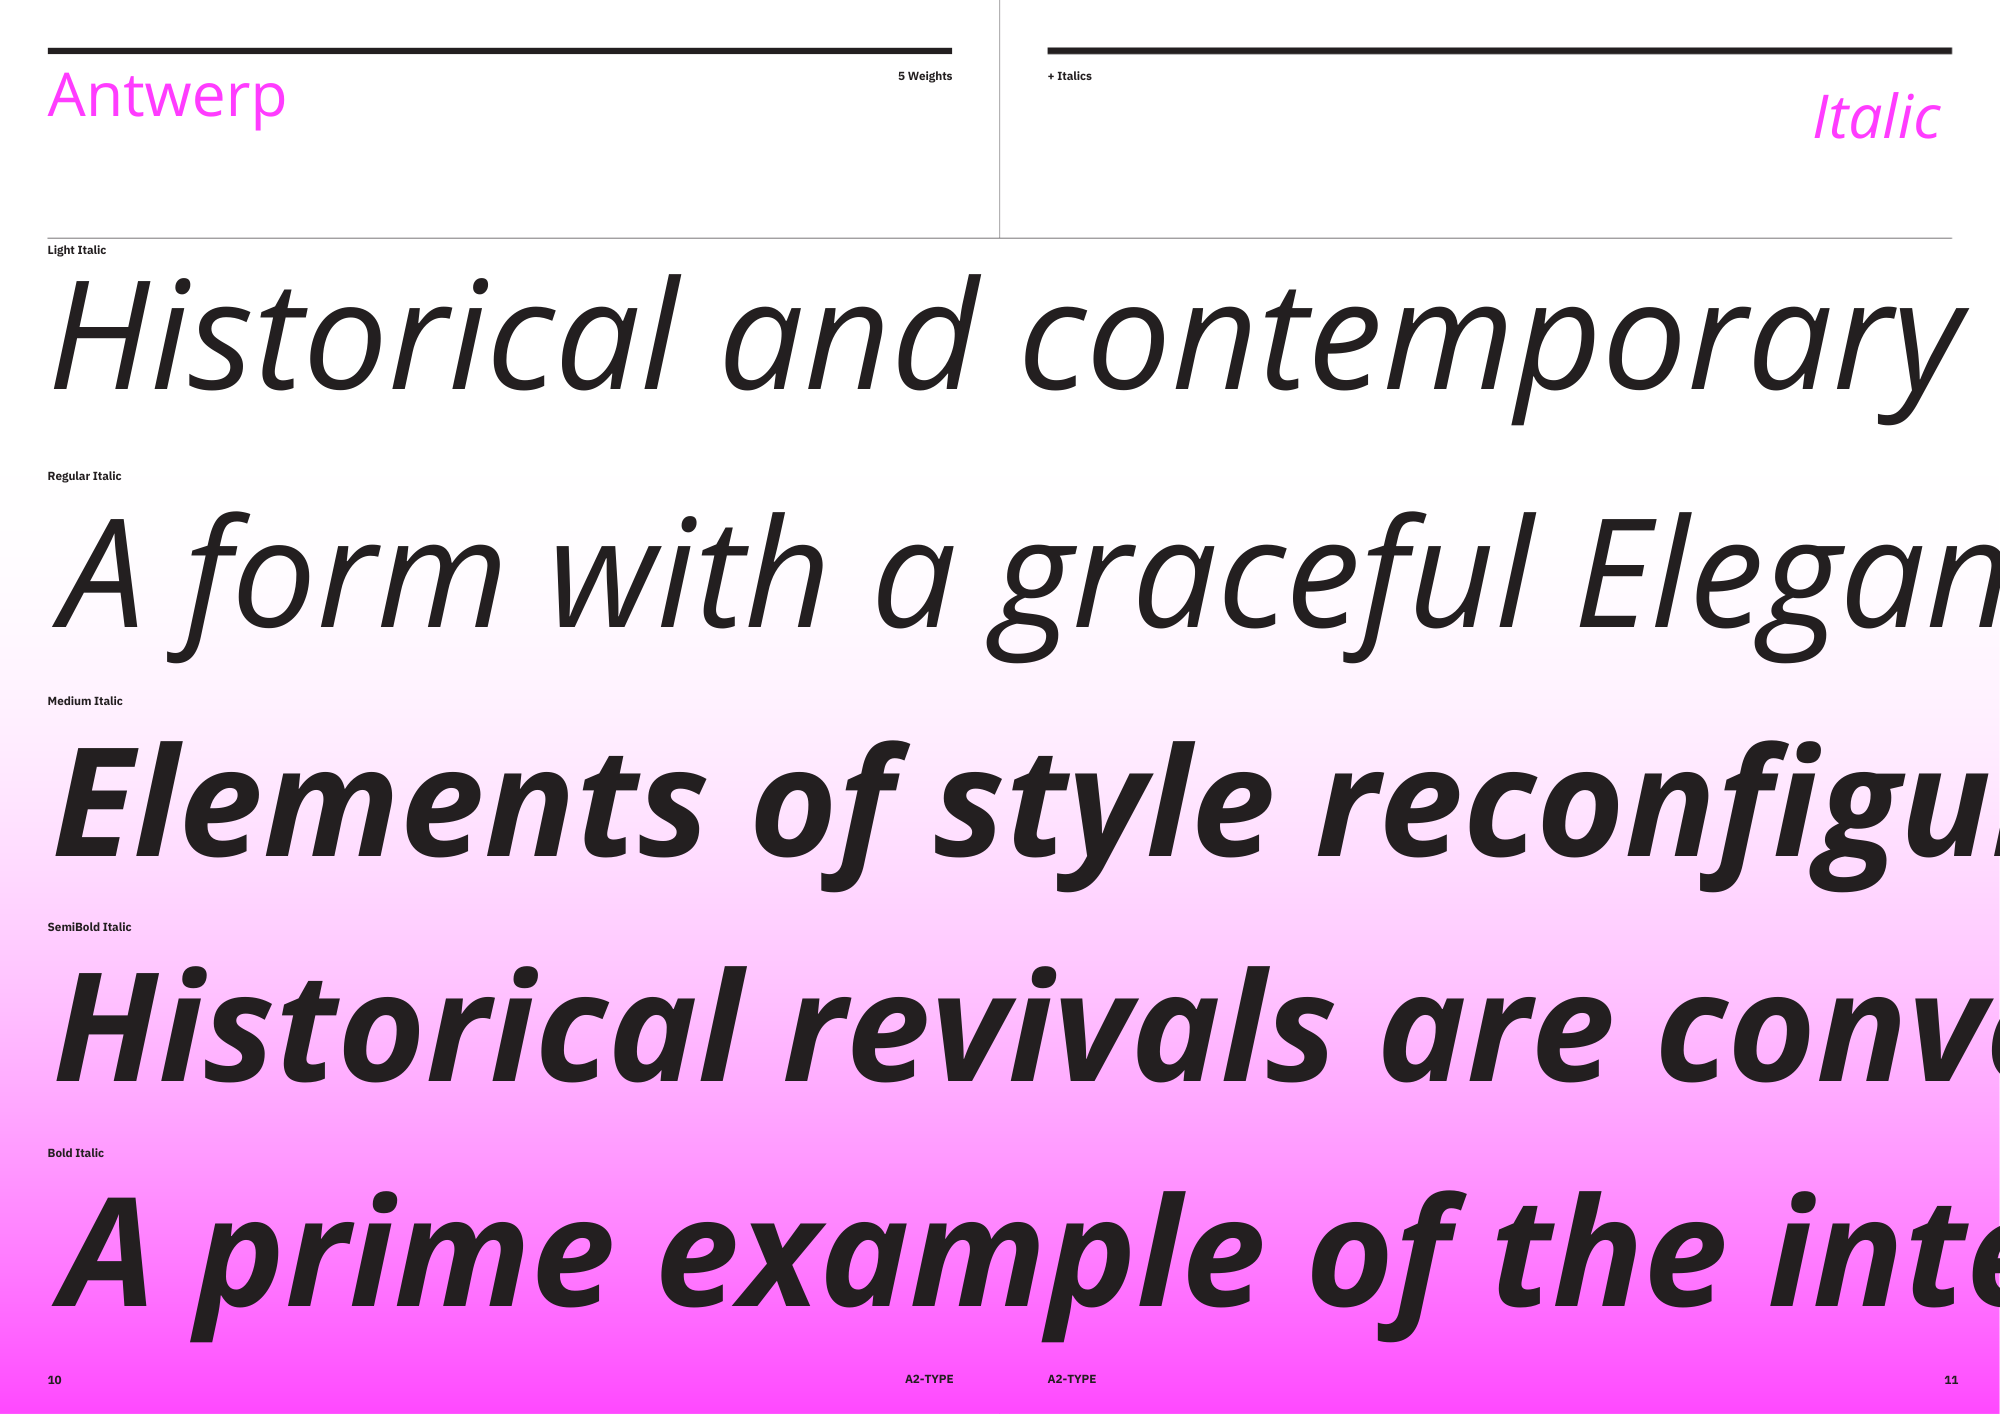 Antwerp
5 Weights
+ Italics
Italic
Light Italic
Historical and contemporary
Regular Italic
A form with a graceful Elegan
Medium Italic
Elements of style reconfigu
SemiBold Italic
Historical revivals are conv
Bold Italic
A prime example of the inte
10
A2-TYPE
A2-TYPE
11